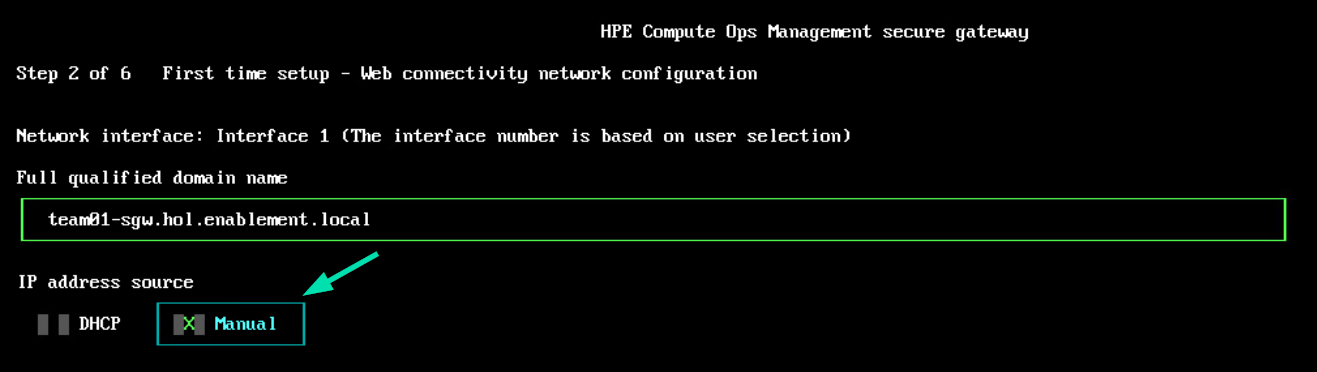 HPE Compute Ops Management secure gateway
Step 2 of 6 First time setup - Web connectivity network configuration
Network interface: Interface 1 (The interface number is based on user selection)
Full qualified domain name
team01-sgw.hol.enablement.local
IP address source
DHCP X Manual